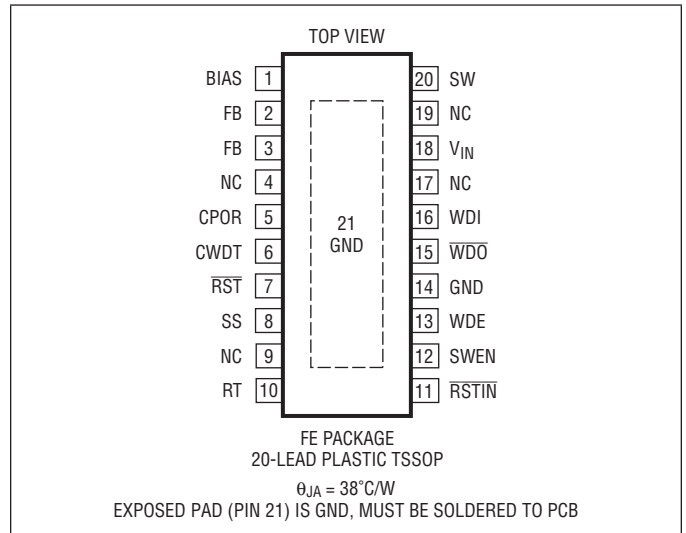 TOP VIEW
BIAS 1 20 SW
FB 2 19 NC
FB 3 18 VIN
NC 4 17 NC
CPOR 5 16 WDI
CWDT 6 15 W̅D̅O̅
R̅S̅T̅ 7 14 GND
SS 8 13 WDE
NC 9 12 SWEN
RT 10 11 R̅S̅T̅I̅N̅
21
GND
FE PACKAGE
20-LEAD PLASTIC TSSOP
θJA = 38°C/W
EXPOSED PAD (PIN 21) IS GND, MUST BE SOLDERED TO PCB